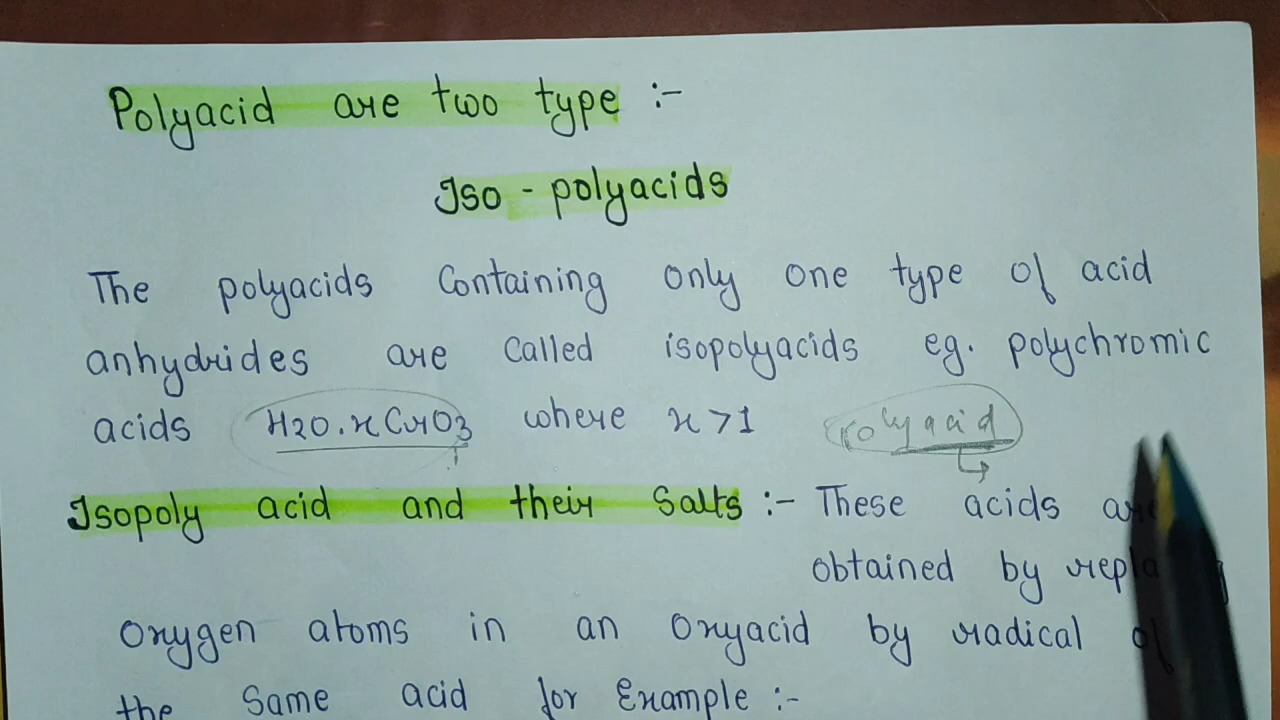 Polyacid are two type :-
Iso - polyacids
The polyacids Containing only one type of acid
anhydrides are Called isopolyacids eg. polychromic
acids H2O.xCrO3 where x>1 Polyacid
Isopoly acid and their Salts :- These acids are
obtained by
Oxygen atoms in an Oxyacid by radical of
the Same acid for Example :-